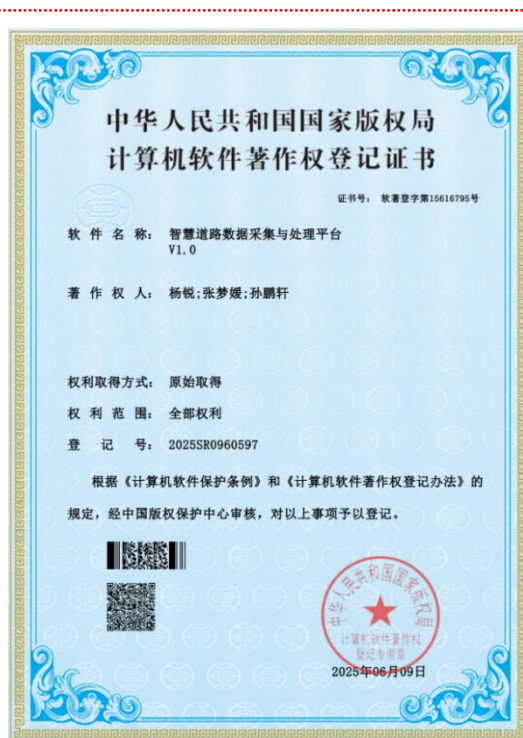 中华人民共和国国家版权局
计算机软件著作权登记证书
证书号： 软著登字第15616795号
软件名称： 智慧道路数据采集与处理平台
V1.0
著作权人： 杨锐;张梦媛;孙鹏轩
权利取得方式： 原始取得
权利范围： 全部权利
登记号： 2025SR0960597
根据《计算机软件保护条例》和《计算机软件著作权登记办法》的
规定，经中国版权保护中心审核，对以上事项予以登记。
中华人民共和国国家版权局
计算机软件著作权
登记专用章
2025年06月09日